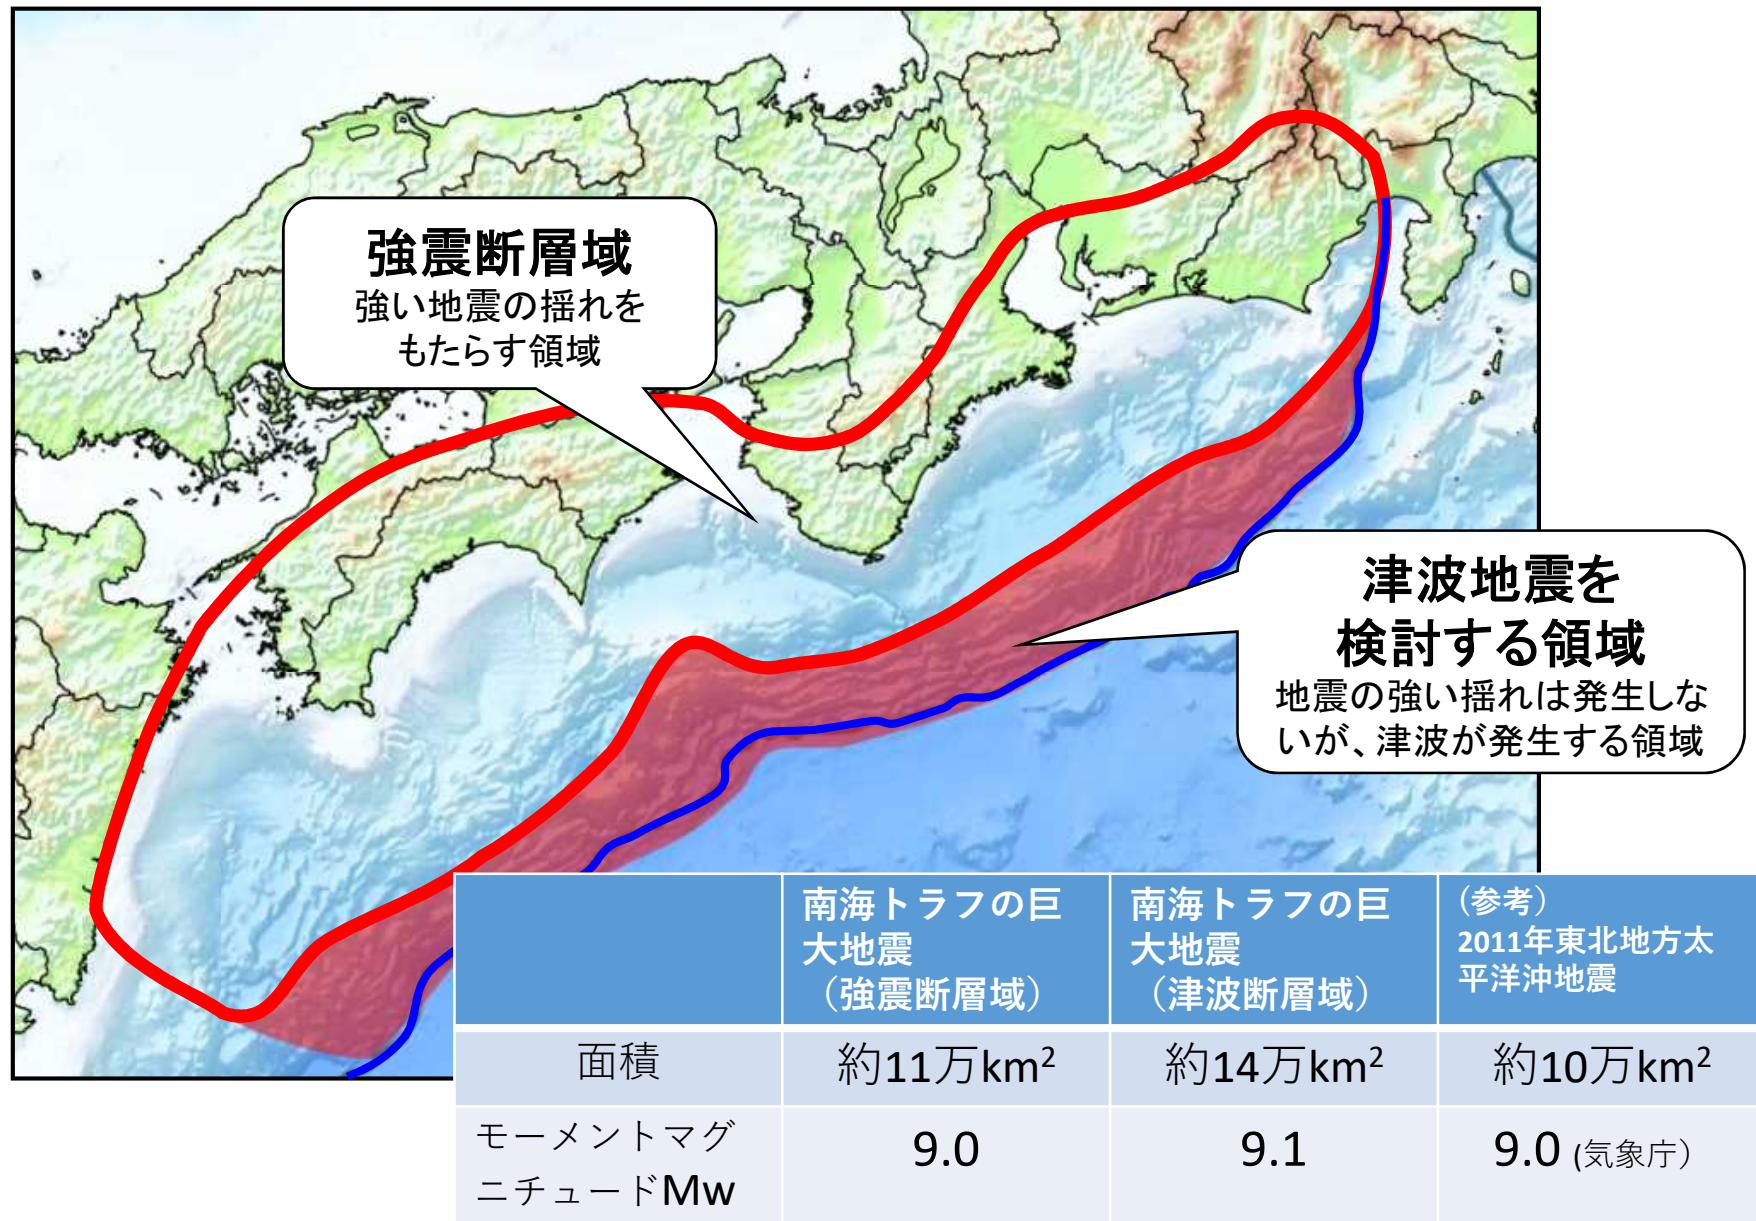 強震断層域
強い地震の揺れを
もたらす領域
津波地震を
検討する領域
地震の強い揺れは発生しな
いが、津波が発生する領域
南海トラフの巨
大地震
（強震断層域）
南海トラフの巨
大地震
（津波断層域）
（参考）
2011年東北地方太
平洋沖地震
面積
約11万km²
約14万km²
約10万km²
モーメントマグ
ニチュードMw
9.0
9.1
9.0 (気象庁）